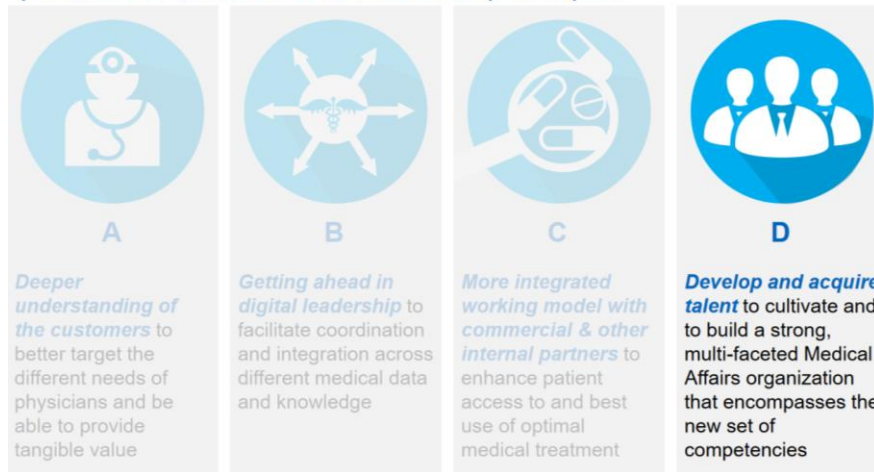 A
Deeper
understanding of
the customers to
better target the
different needs of
physicians and be
able to provide
tangible value
B
Getting ahead in
digital leadership to
facilitate coordination
and integration across
different medical data
and knowledge
C
More integrated
working model with
commercial & other
internal partners to
enhance patient
access to and best
use of optimal
medical treatment
D
Develop and acquire
talent to cultivate and
to build a strong,
multi-faceted Medical
Affairs organization
that encompasses the
new set of
competencies